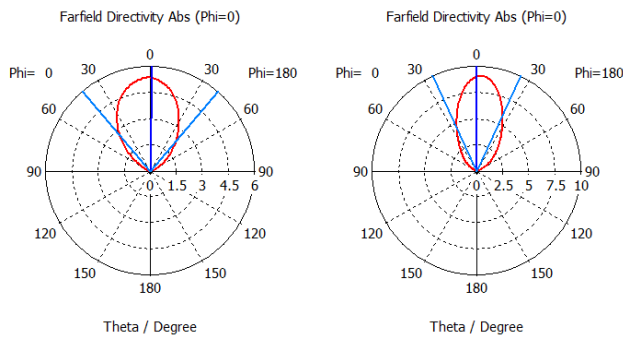 Farfield Directivity Abs (Phi=0)
0
Phi= 0 30 30 Phi=180
60 60
90 90
0 1.5 3 4.5 6
120 120
150 150
180
Theta / Degree
Farfield Directivity Abs (Phi=0)
0
Phi= 0 30 30 Phi=180
60 60
90 90
0 2.5 5 7.5 10
120 120
150 150
180
Theta / Degree